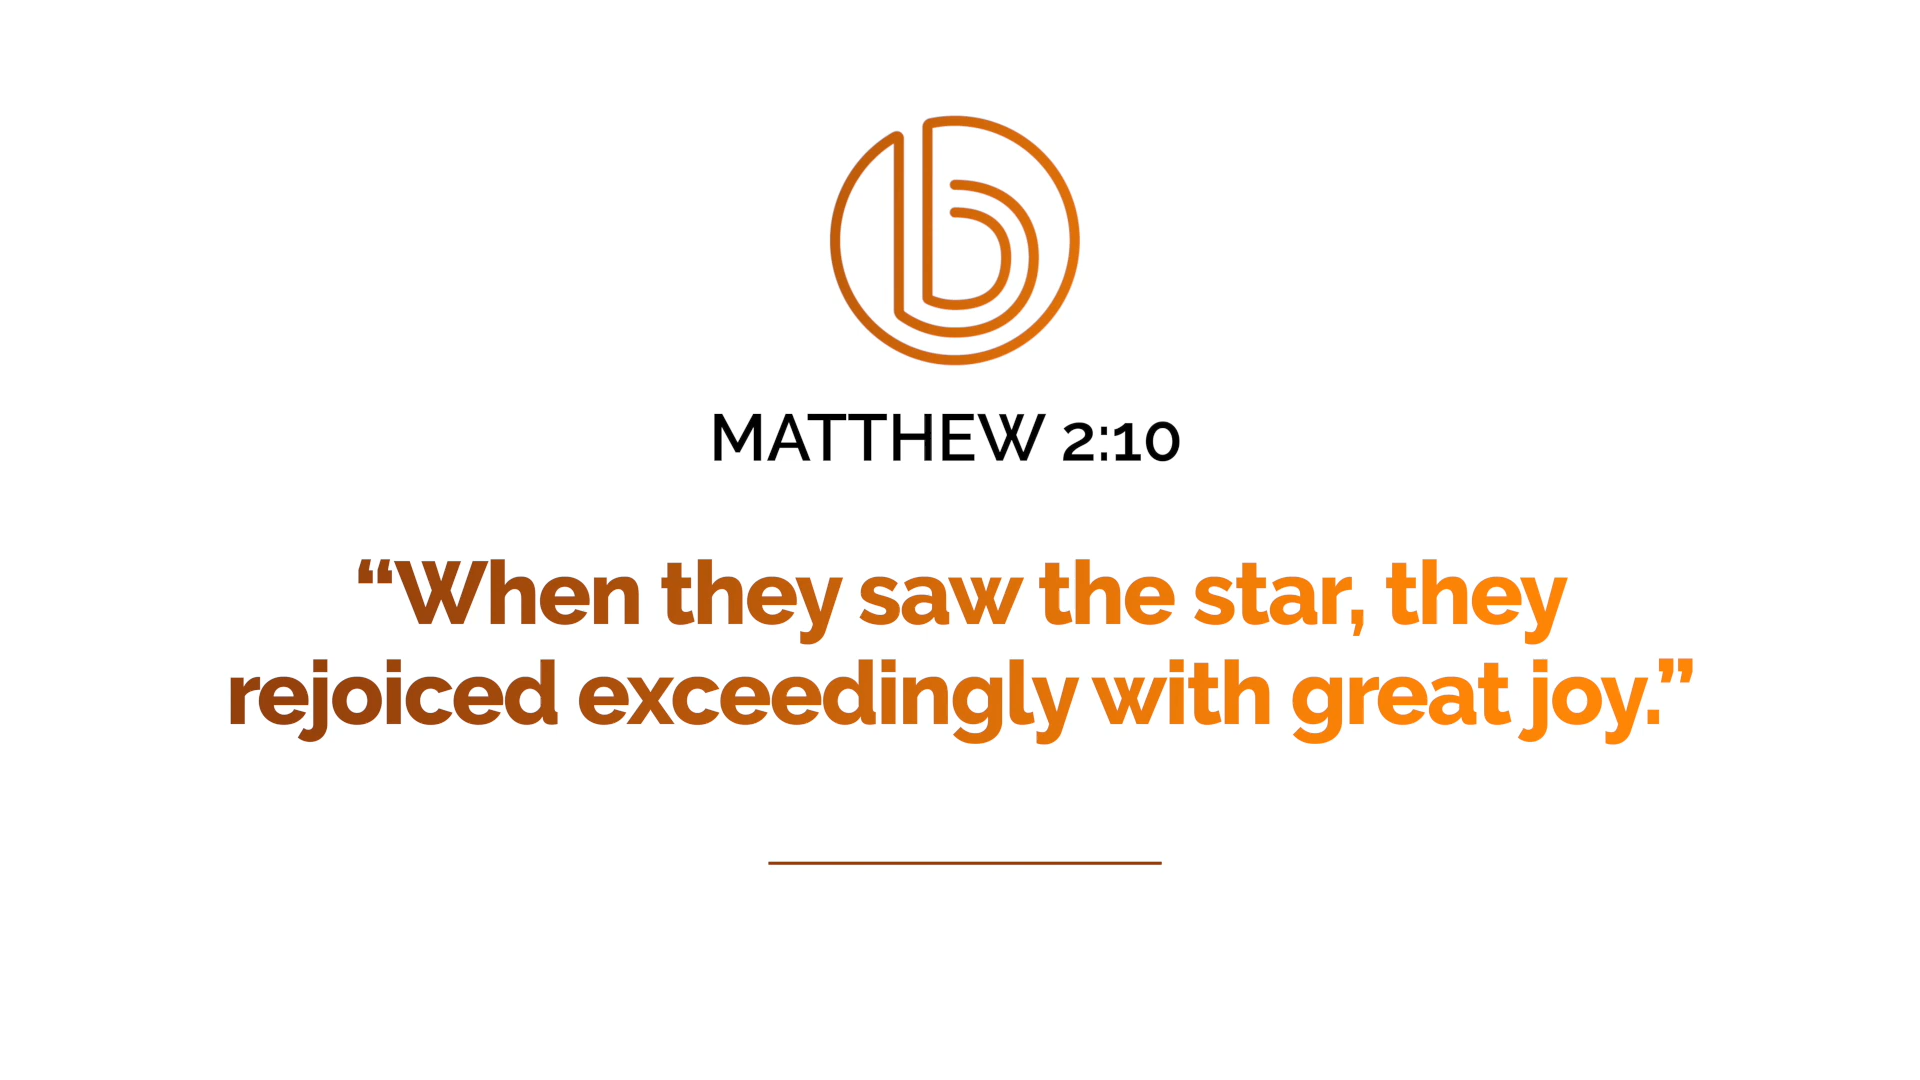 MATTHEW 2:10
“When they saw the star, they
rejoiced exceedingly with great joy.”